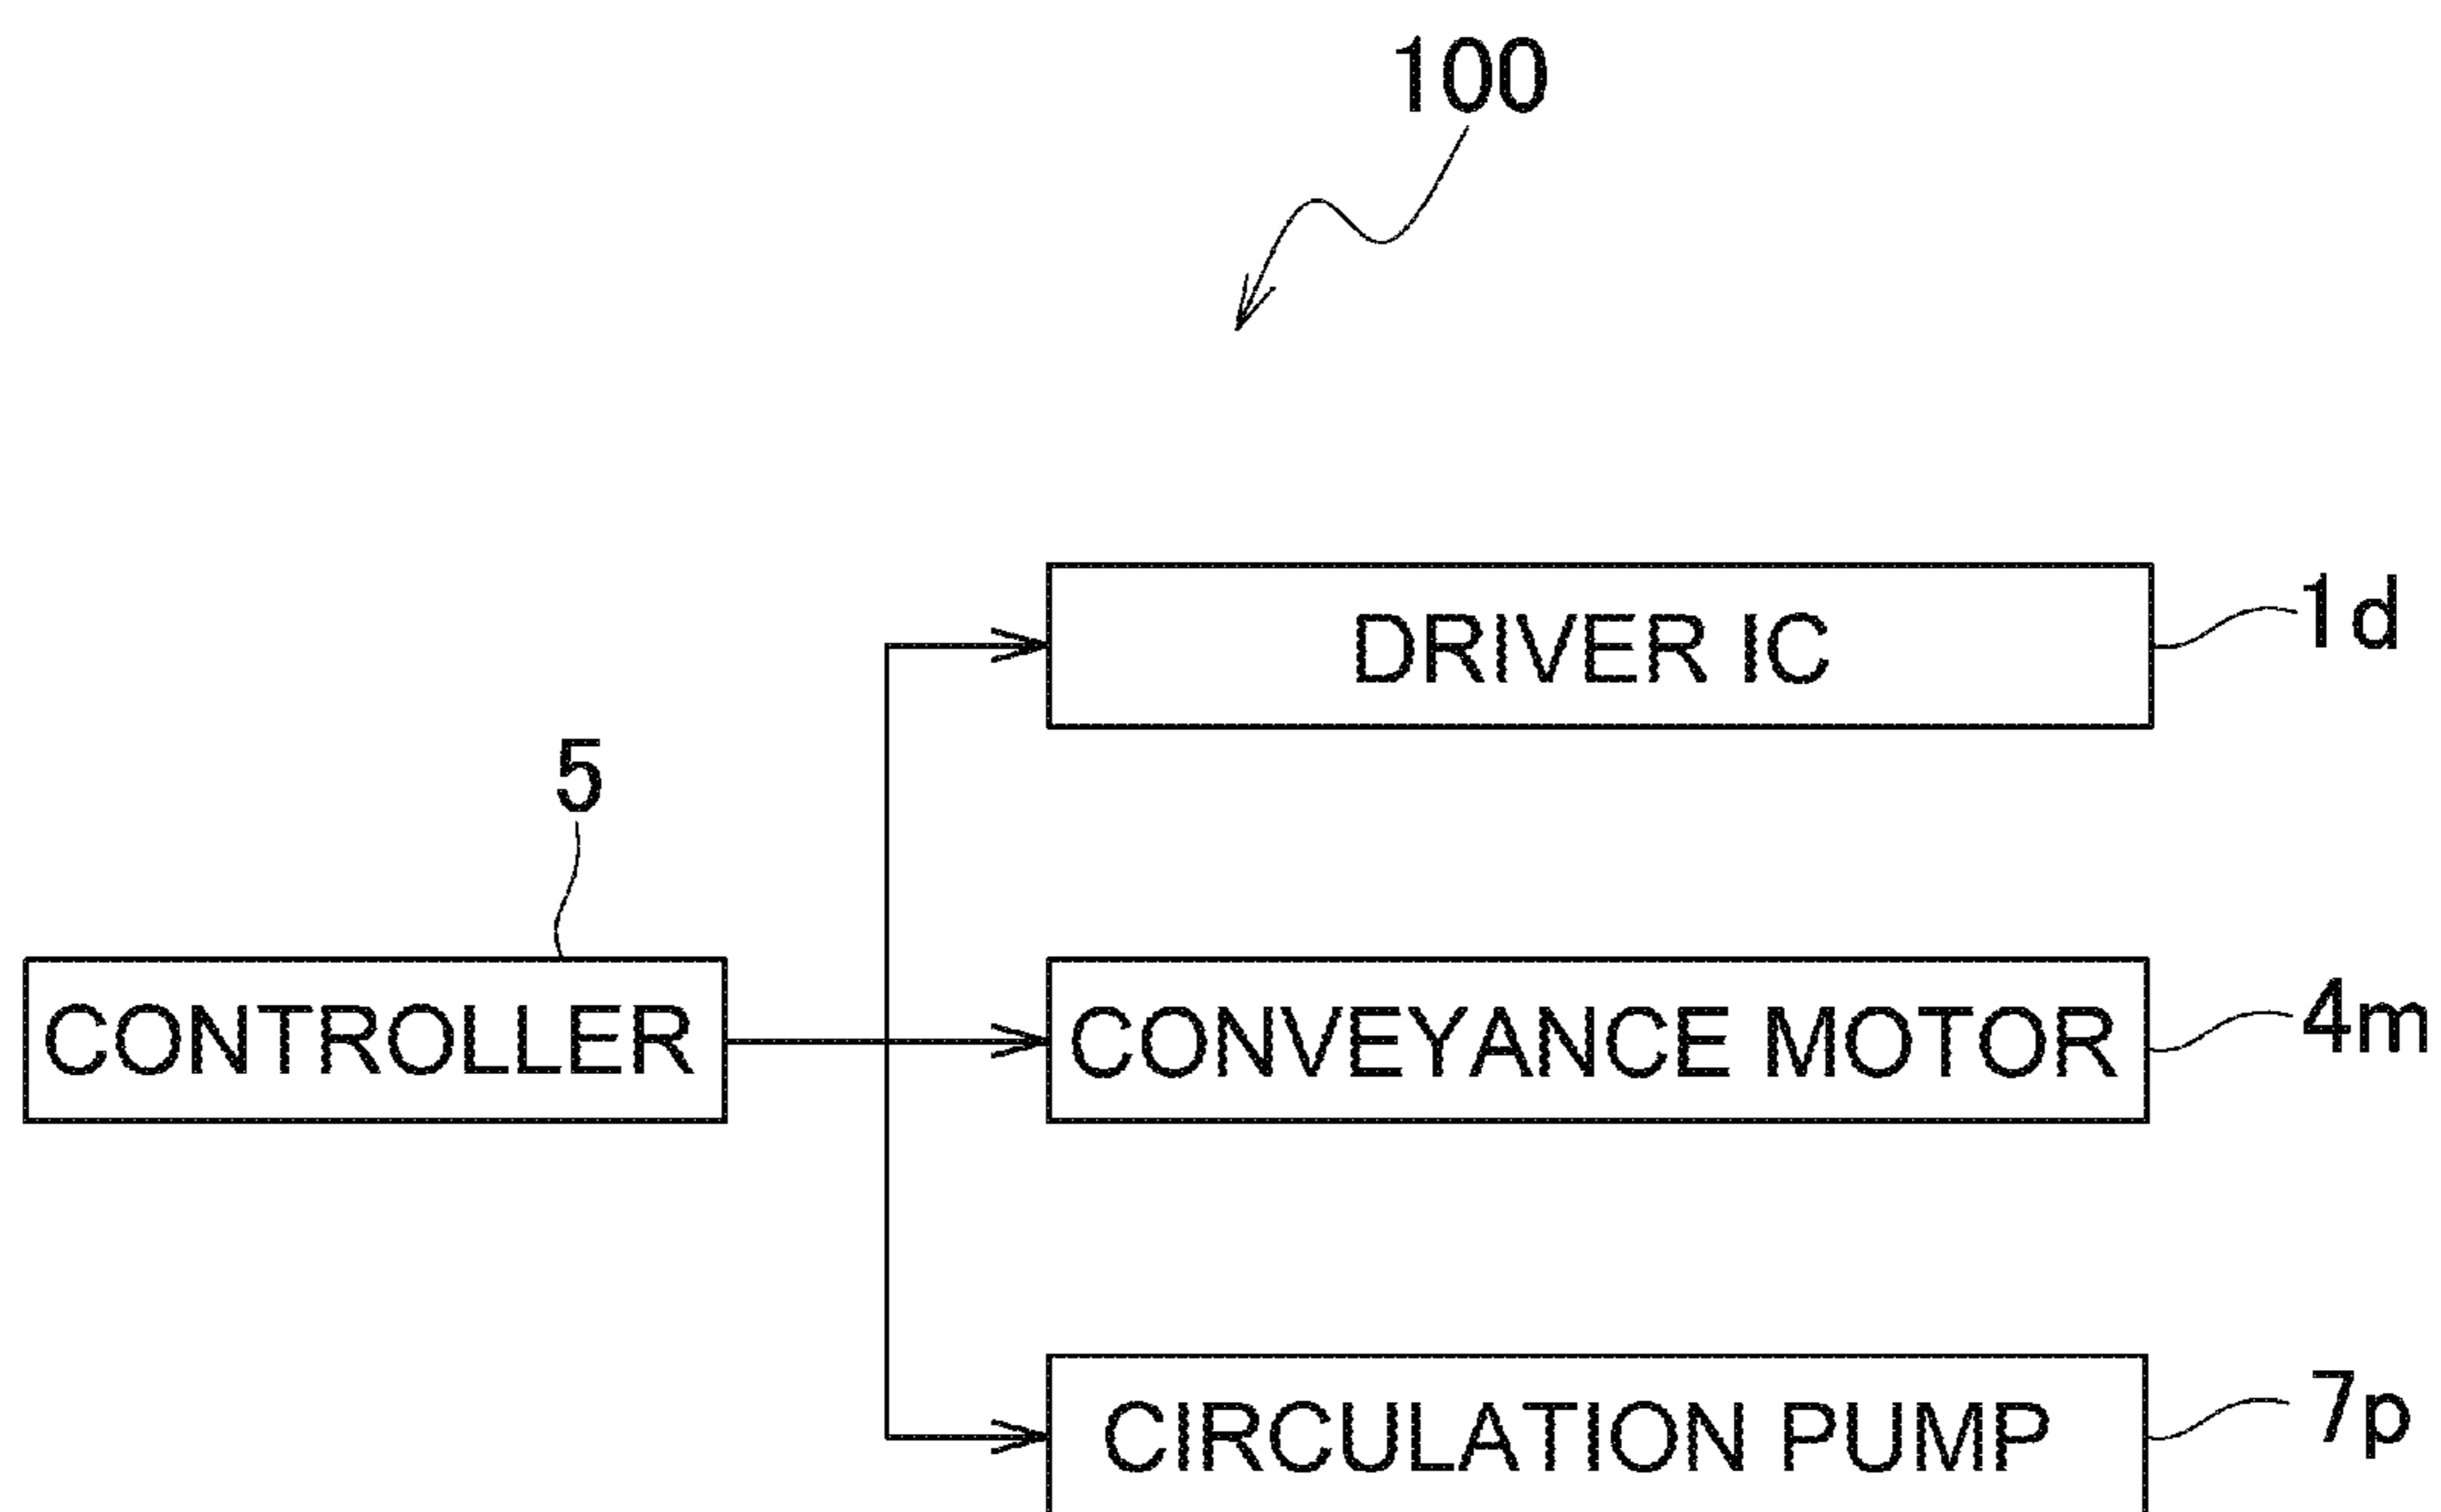 100
DRIVER IC
1d
5
CONTROLLER
CONVEYANCE MOTOR
4m
CIRCULATION PUMP
7p